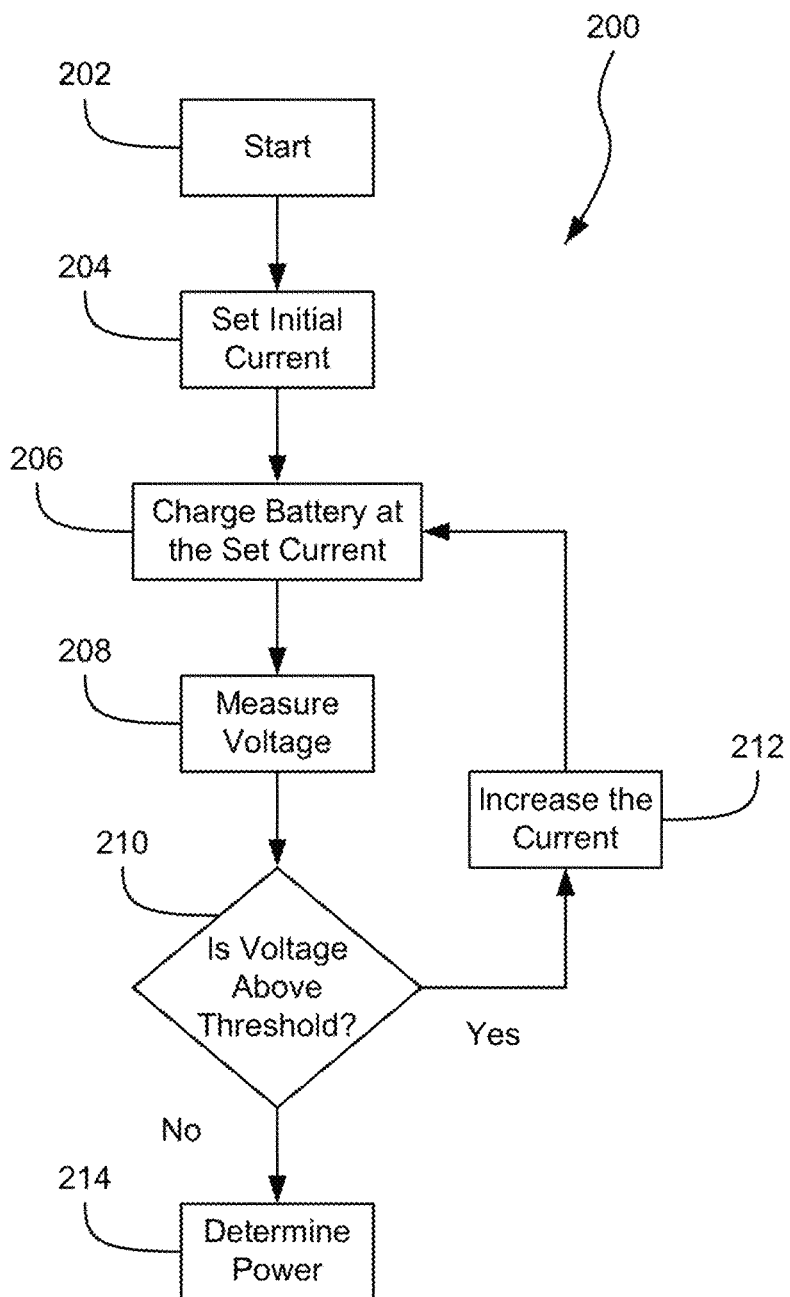 200
202
Start
204
Set Initial
Current
206
Charge Battery at
the Set Current
208
Measure
Voltage
212
Increase the
Current
210
Is Voltage
Above
Threshold?
Yes
No
214
Determine
Power